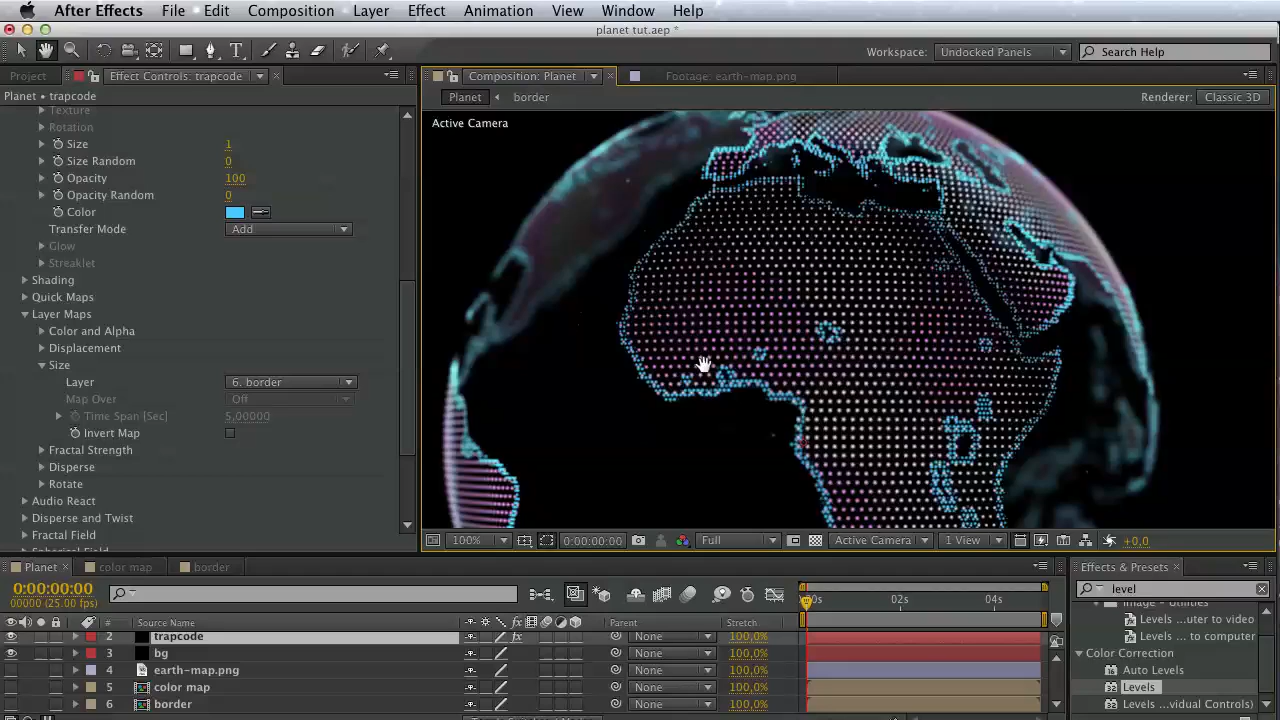 After Effects File Edit Composition Layer Effect Animation View Window Help
planet tut.aep *
Workspace: Undocked Panels Search Help
Project Effect Controls: trapcode Composition: Planet Footage: earth-map.png
Planet • trapcode Planet border Renderer: Classic 3D
Active Camera
Texture
Rotation
Size 1
Size Random 0
Opacity 100
Opacity Random 0
Color
Transfer Mode Add
Glow
Streaklet
Shading
Quick Maps
Layer Maps
Color and Alpha
Displacement
Size
Layer 6. border
Map Over Off
Time Span [Sec] 5,00000
Invert Map
Fractal Strength
Disperse
Rotate
Audio React
Disperse and Twist
Fractal Field
100% 0:00:00:00 Full Active Camera 1 View +0,0
Planet color map border Effects & Presets
0:00:00:00
00000 (25.00 fps)
level
02s 04s
# Source Name Parent Stretch
2 trapcode None 100,0%
3 bg None 100,0%
4 earth-map.png None 100,0%
5 color map None 100,0%
6 border None 100,0%
Image - Utilities
Levels ...uter to video
Levels ... to computer
Color Correction
Auto Levels
Levels
Levels ...vidual Controls)